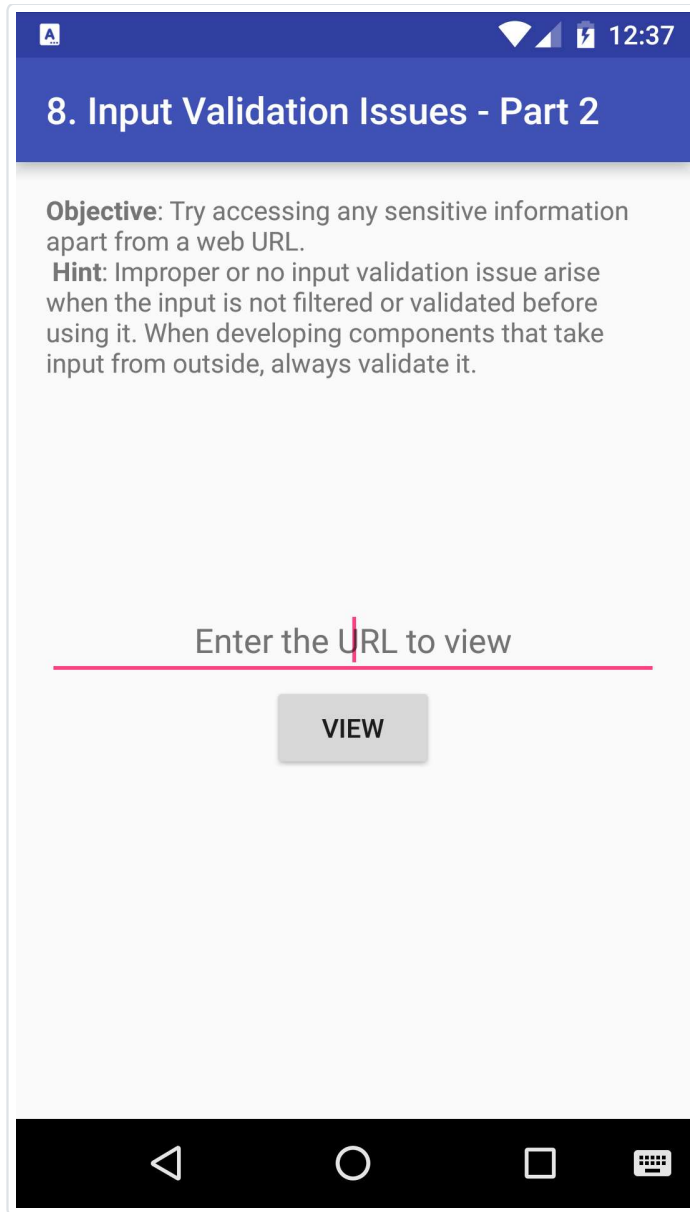 12:37
8. Input Validation Issues - Part 2
Objective: Try accessing any sensitive information
apart from a web URL.
Hint: Improper or no input validation issue arise
when the input is not filtered or validated before
using it. When developing components that take
input from outside, always validate it.
Enter the URL to view
VIEW